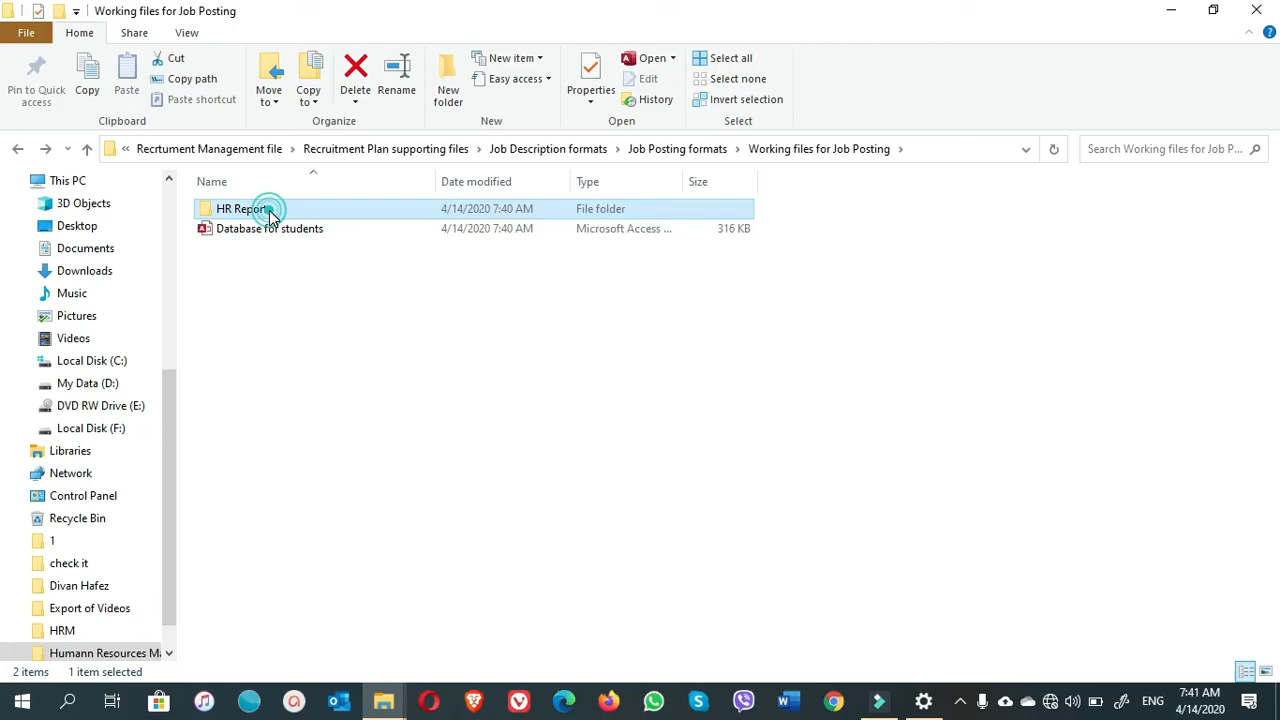 Working files for Job Posting
File
Home
Share
View
Pin to Quick access
Copy
Paste
Cut
Copy path
Paste shortcut
Clipboard
Move to
Copy to
Delete
Rename
Organize
New folder
New item
Easy access
New
Properties
Open
Edit
History
Open
Select all
Select none
Invert selection
Select
« Recrtument Management file > Recruitment Plan supporting files > Job Description formats > Job Posting formats > Working files for Job Posting >
Search Working files for Job P...
Name
Date modified
Type
Size
HR Report 4/14/2020 7:40 AM File folder
Database for students 4/14/2020 7:40 AM Microsoft Access ... 316 KB
This PC
3D Objects
Desktop
Documents
Downloads
Music
Pictures
Videos
Local Disk (C:)
My Data (D:)
DVD RW Drive (E:)
Local Disk (F:)
Libraries
Network
Control Panel
Recycle Bin
1
check it
Divan Hafez
Export of Videos
HRM
Humann Resources Ma
2 items 1 item selected
ENG
7:41 AM
4/14/2020